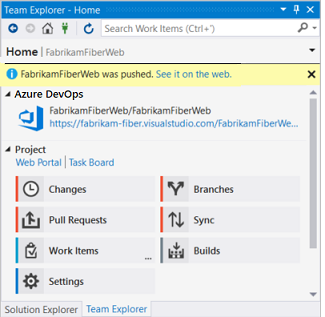 Team Explorer - Home
Search Work Items (Ctrl+')
Home | FabrikamFiberWeb
FabrikamFiberWeb was pushed. See it on the web.
Azure DevOps
FabrikamFiberWeb/FabrikamFiberWeb
https://fabrikam-fiber.visualstudio.com/FabrikamFiberWe...
Project
Web Portal | Task Board
Changes
Branches
Pull Requests
Sync
Work Items
...
Builds
Settings
Solution Explorer Team Explorer